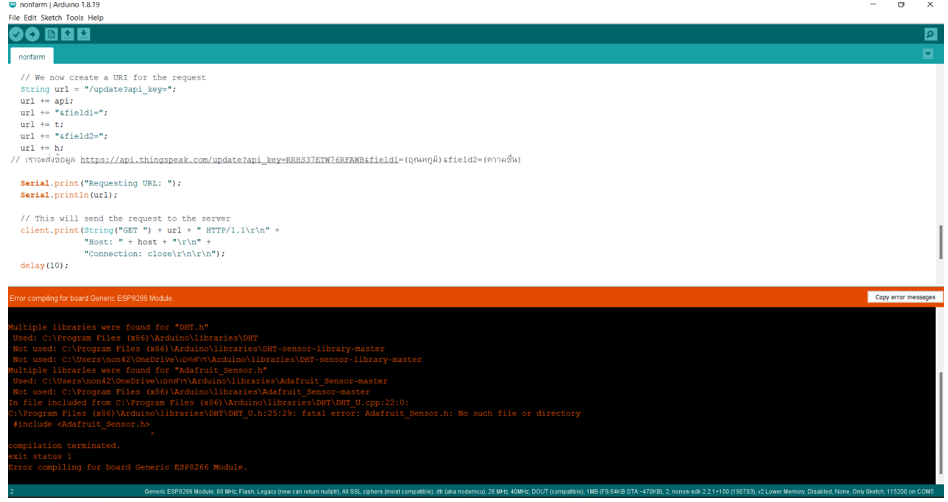 nonfarm | Arduino 1.8.19
File Edit Sketch Tools Help
nonfarm
// We now create a URI for the request
String url = "/update?api_key=";
url += api;
url += "&field1=";
url += t;
url += "&field2=";
url += h;
// เราจะส่งข้อมูล https://api.thingspeak.com/update?api_key=RRHS37ETW76RFAWB&field1=(อุณหภูมิ)&field2=(ความชื้น)
Serial.print("Requesting URL: ");
Serial.println(url);
// This will send the request to the server
client.print(String("GET ") + url + " HTTP/1.1\r\n" +
"Host: " + host + "\r\n" +
"Connection: close\r\n\r\n");
delay(10);
Error compiling for board Generic ESP8266 Module.
Copy error messages
Multiple libraries were found for "DHT.h"
Used: C:\Program Files (x86)\Arduino\libraries\DHT
Not used: C:\Program Files (x86)\Arduino\libraries\DHT-sensor-library-master
Not used: C:\Users\non42\OneDrive\เอกสาร\Arduino\libraries\DHT-sensor-library-master
Multiple libraries were found for "Adafruit_Sensor.h"
Used: C:\Users\non42\OneDrive\เอกสาร\Arduino\libraries\Adafruit_Sensor-master
Not used: C:\Program Files (x86)\Arduino\libraries\Adafruit_Sensor-master
In file included from C:\Program Files (x86)\Arduino\libraries\DHT\DHT_U.cpp:22:0:
C:\Program Files (x86)\Arduino\libraries\DHT\DHT_U.h:25:29: fatal error: Adafruit_Sensor.h: No such file or directory
#include <Adafruit_Sensor.h>
^
compilation terminated.
exit status 1
Error compiling for board Generic ESP8266 Module.
2
Generic ESP8266 Module, 80 MHz, Flash, Legacy (new can return nullptr), All SSL ciphers (most compatible), dtr (aka nodemcu), 26 MHz, 40MHz, DOUT (compatible), 1MB (FS:64KB OTA:~470KB), 2, nonos-sdk 2.2.1+100 (190703), v2 Lower Memory, Disabled, None, Only Sketch, 115200 on COM7